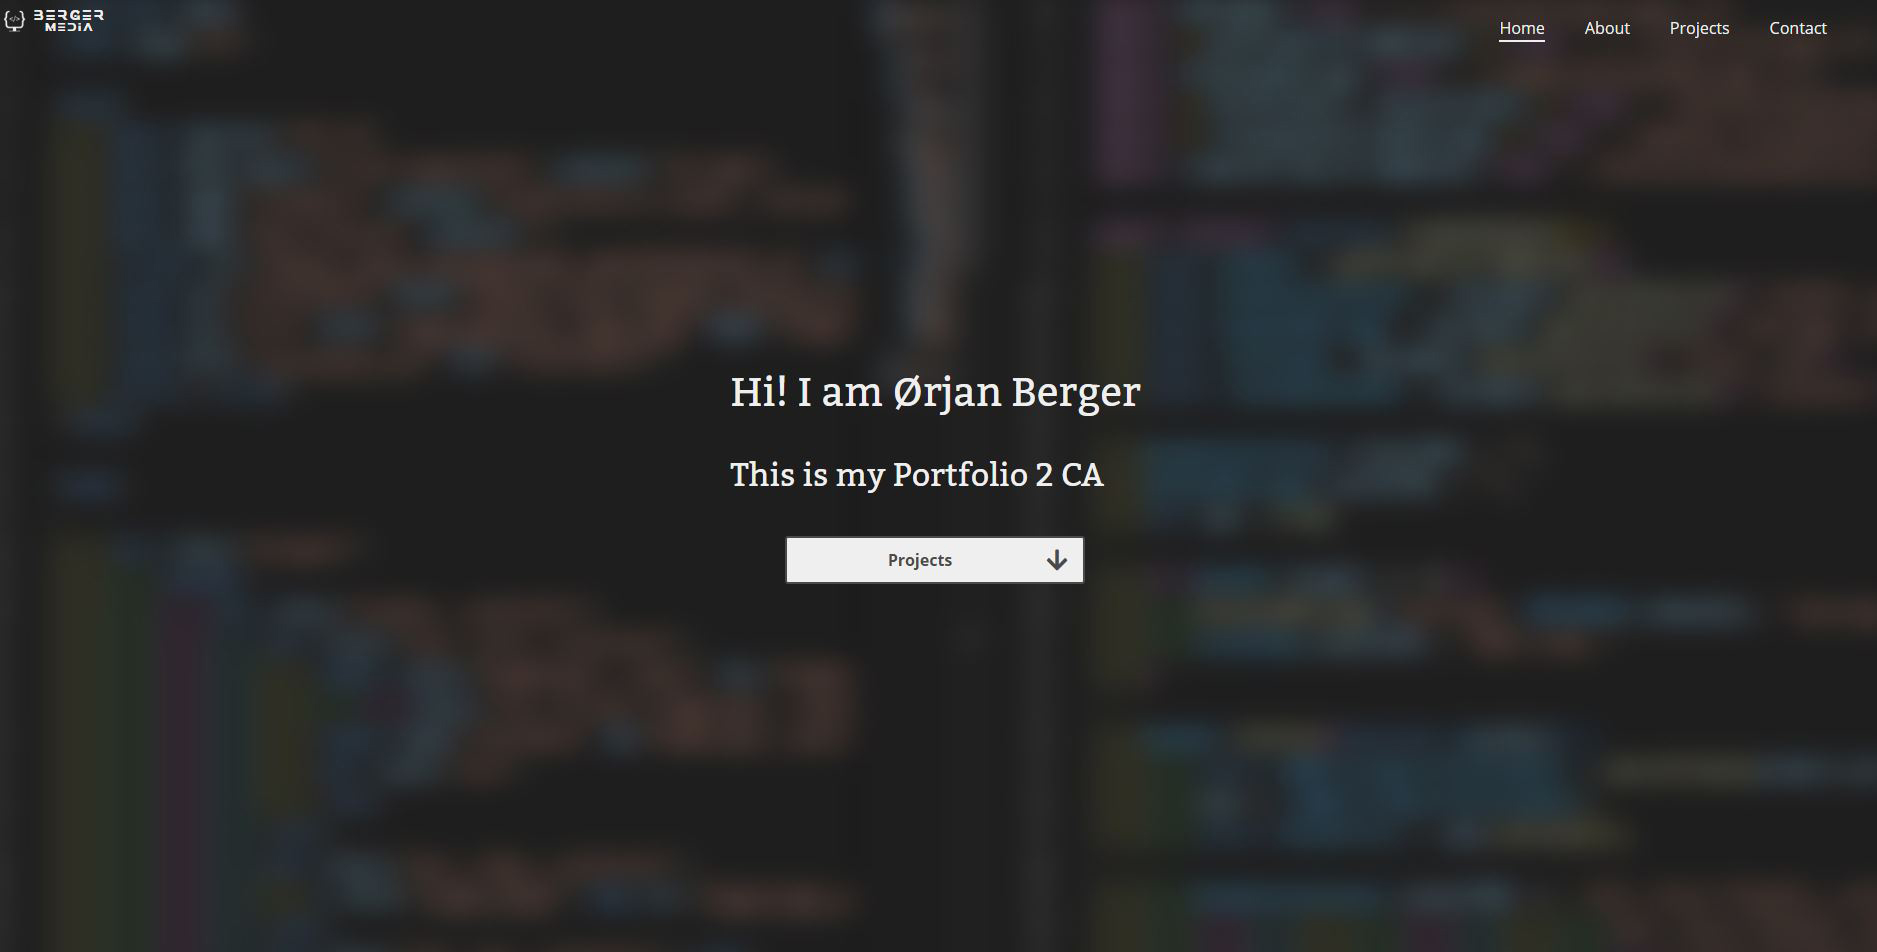 </>
BERGER
MEDIA
Home
About
Projects
Contact
Hi! I am Ørjan Berger
This is my Portfolio 2 CA
Projects